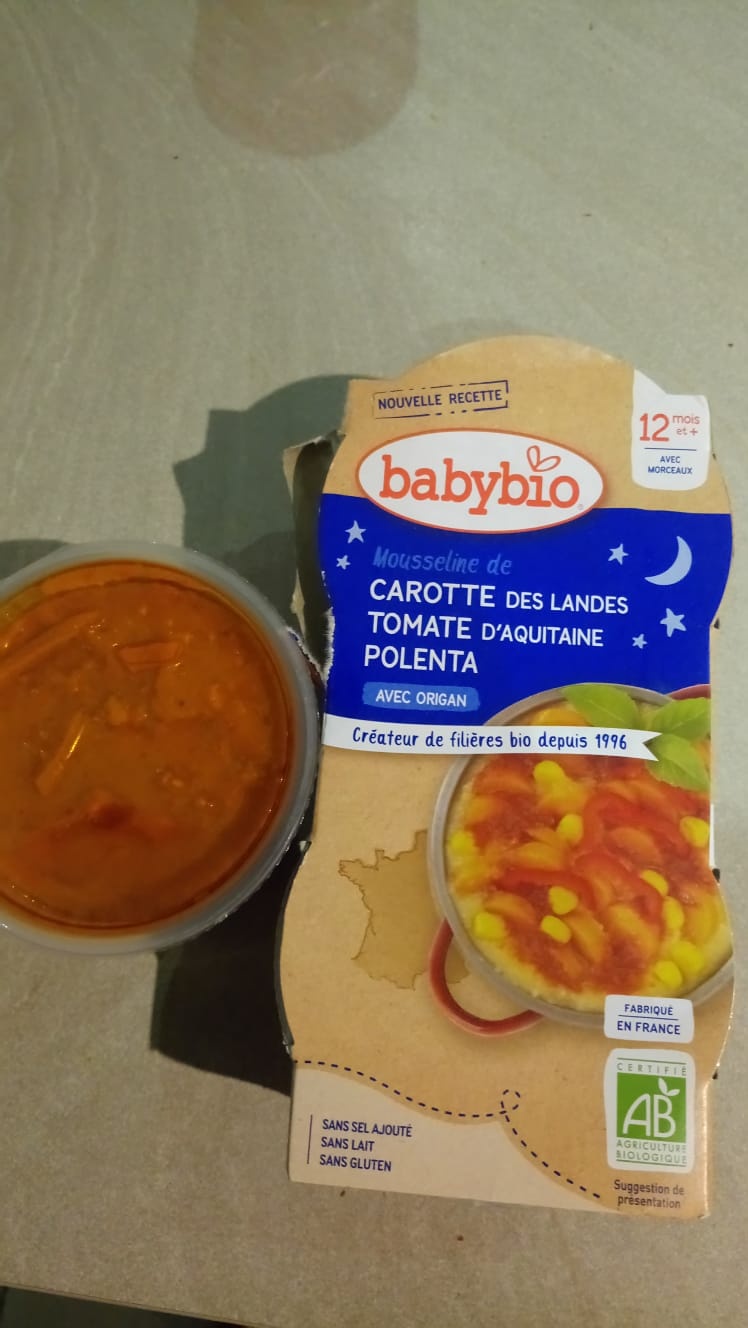 NOUVELLE RECETTE
12 mois et +
AVEC
MORCEAUX
babybio
Mousseline de
CAROTTE DES LANDES
TOMATE D'AQUITAINE
POLENTA
AVEC ORIGAN
Créateur de filières bio depuis 1996
FABRIQUÉ
EN FRANCE
CERTIFIÉ
AB
AGRICULTURE
BIOLOGIQUE
SANS SEL AJOUTÉ
SANS LAIT
SANS GLUTEN
Suggestion de
présentation